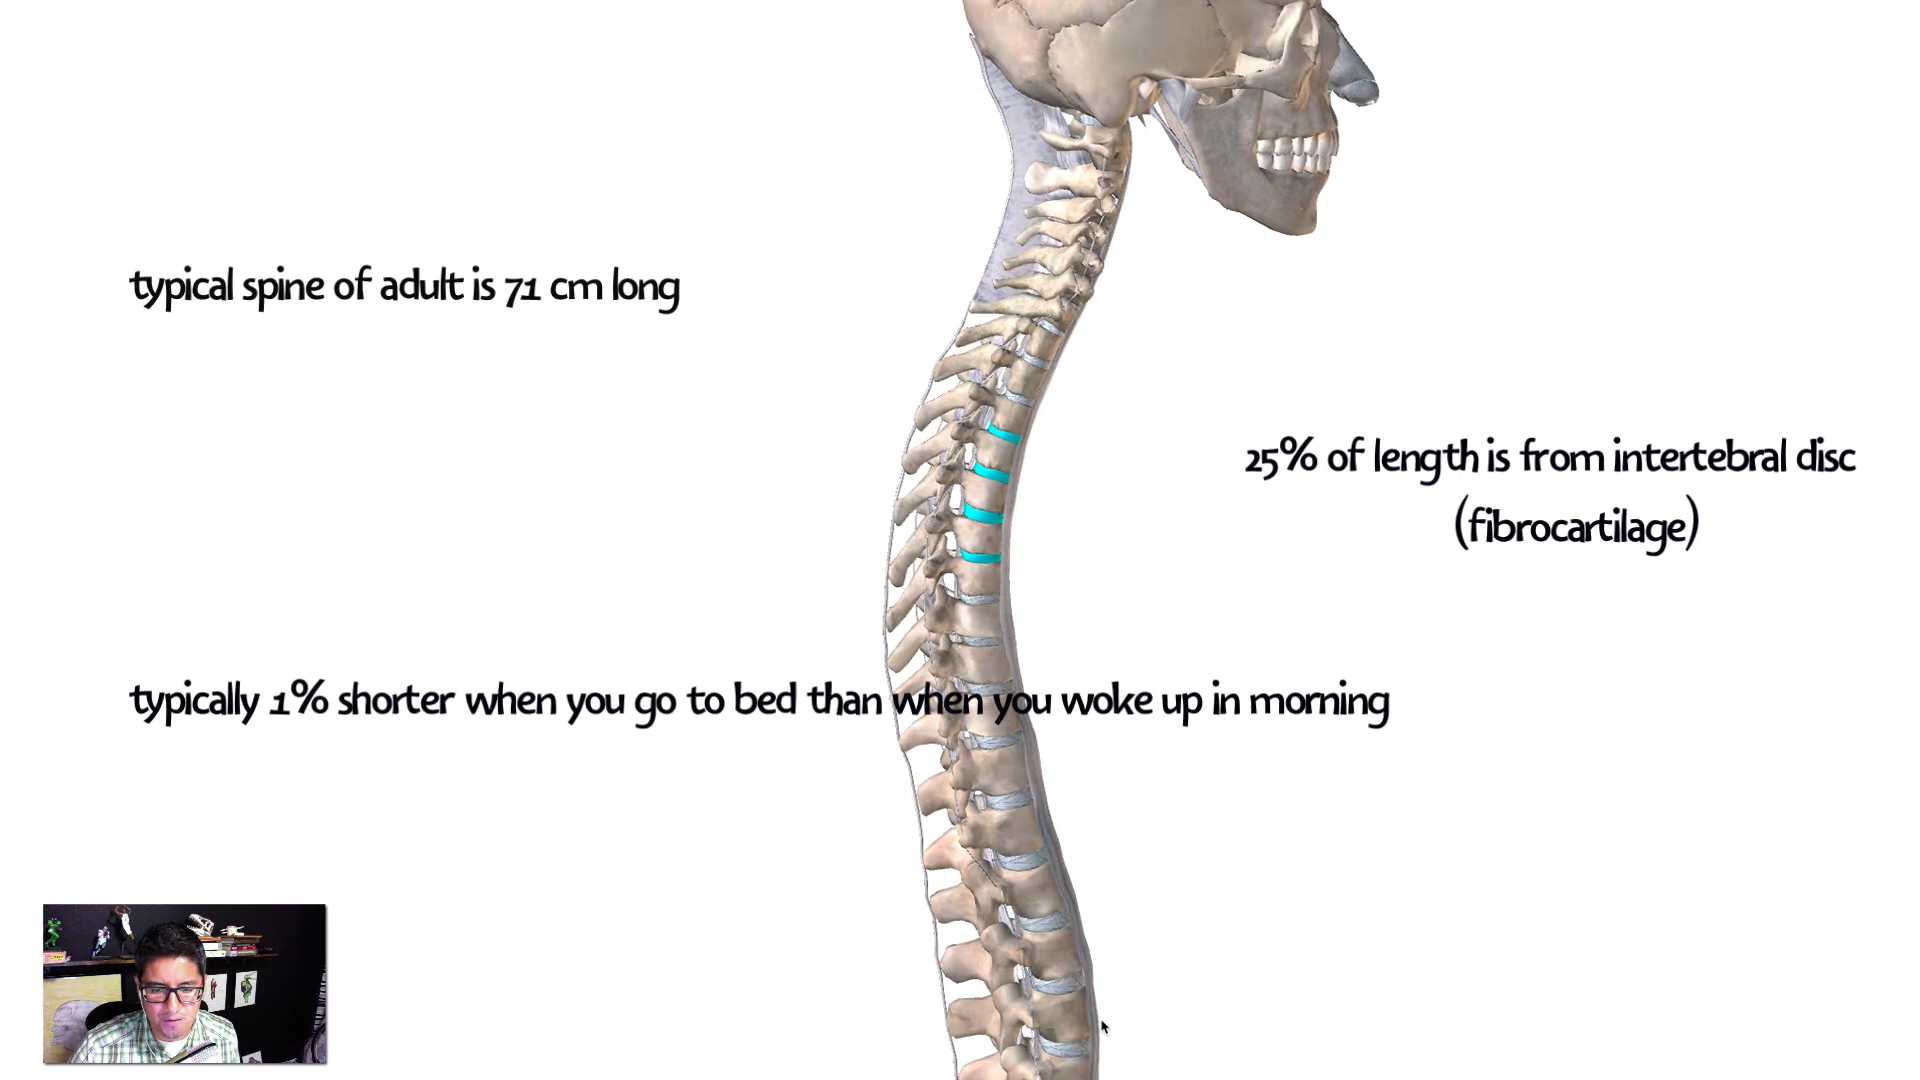 typical spine of adult is 71 cm long
25% of length is from intertebral disc
(fibrocartilage)
typically 1% shorter when you go to bed than when you woke up in morning